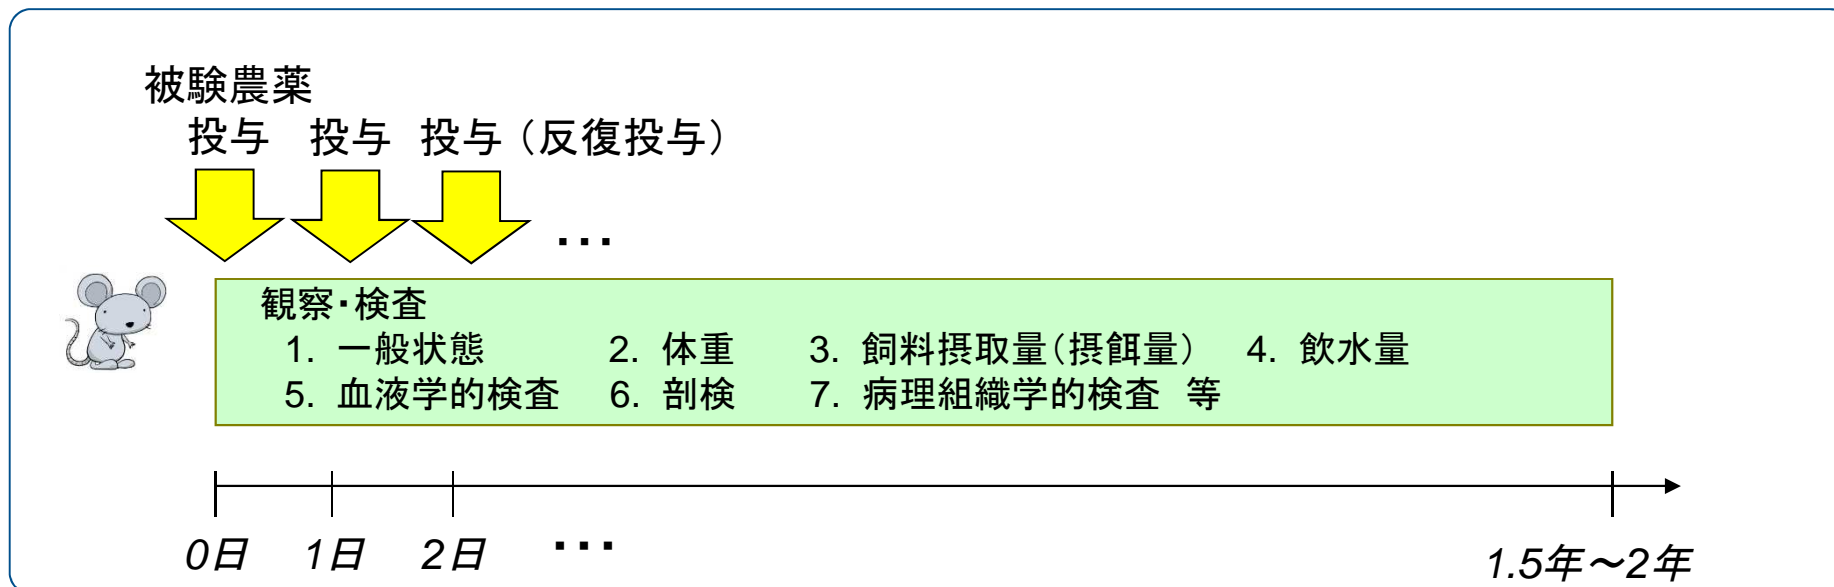 被験農薬
投与 投与 投与（反復投与）
・・・
観察・検査
1. 一般状態 2. 体重 3. 飼料摂取量（摂餌量） 4. 飲水量
5. 血液学的検査 6. 剖検 7. 病理組織学的検査 等
0日 1日 2日 ・・・ 1.5年～2年